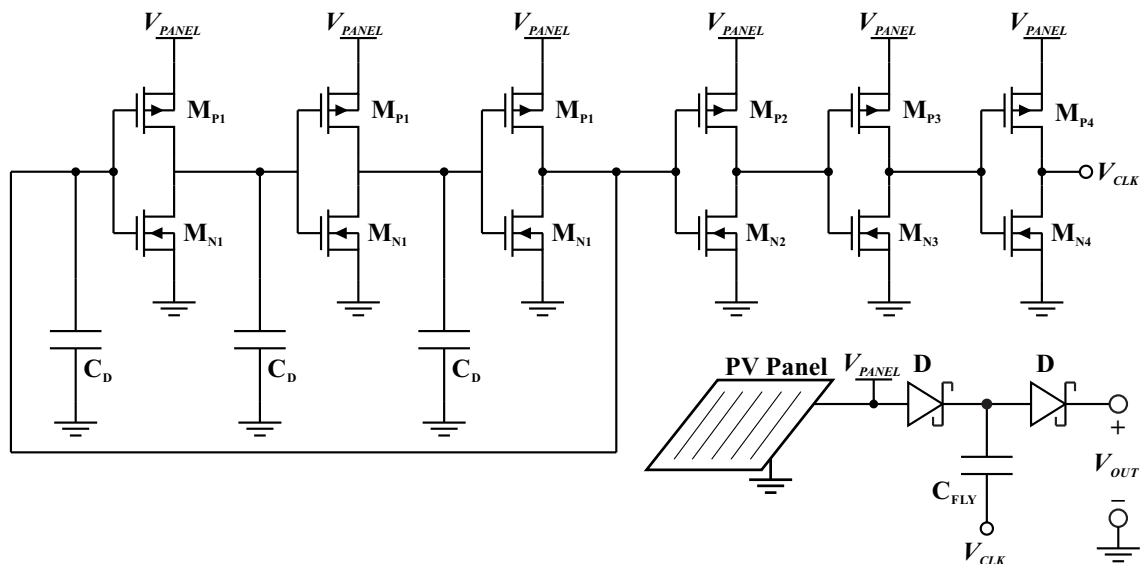 V_PANEL V_PANEL V_PANEL V_PANEL V_PANEL V_PANEL
M_P1 M_P1 M_P1 M_P2 M_P3 M_P4
V_CLK
M_N1 M_N1 M_N1 M_N2 M_N3 M_N4
C_D C_D C_D
PV Panel V_PANEL D D
+
V_OUT
−
C_FLY
V_CLK